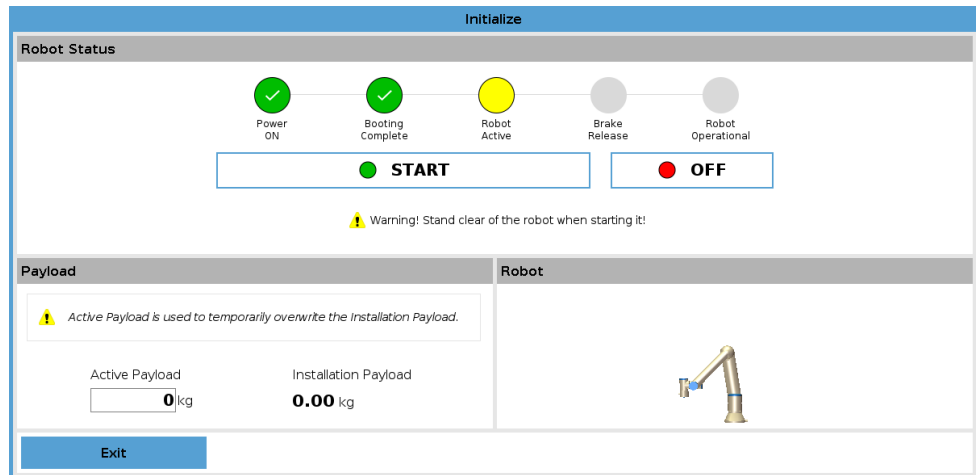 Initialize
Robot Status
Power
ON
Booting
Complete
Robot
Active
Brake
Release
Robot
Operational
START
OFF
Warning! Stand clear of the robot when starting it!
Payload
Robot
Active Payload is used to temporarily overwrite the Installation Payload.
Active Payload
Installation Payload
0 kg
0.00 kg
Exit